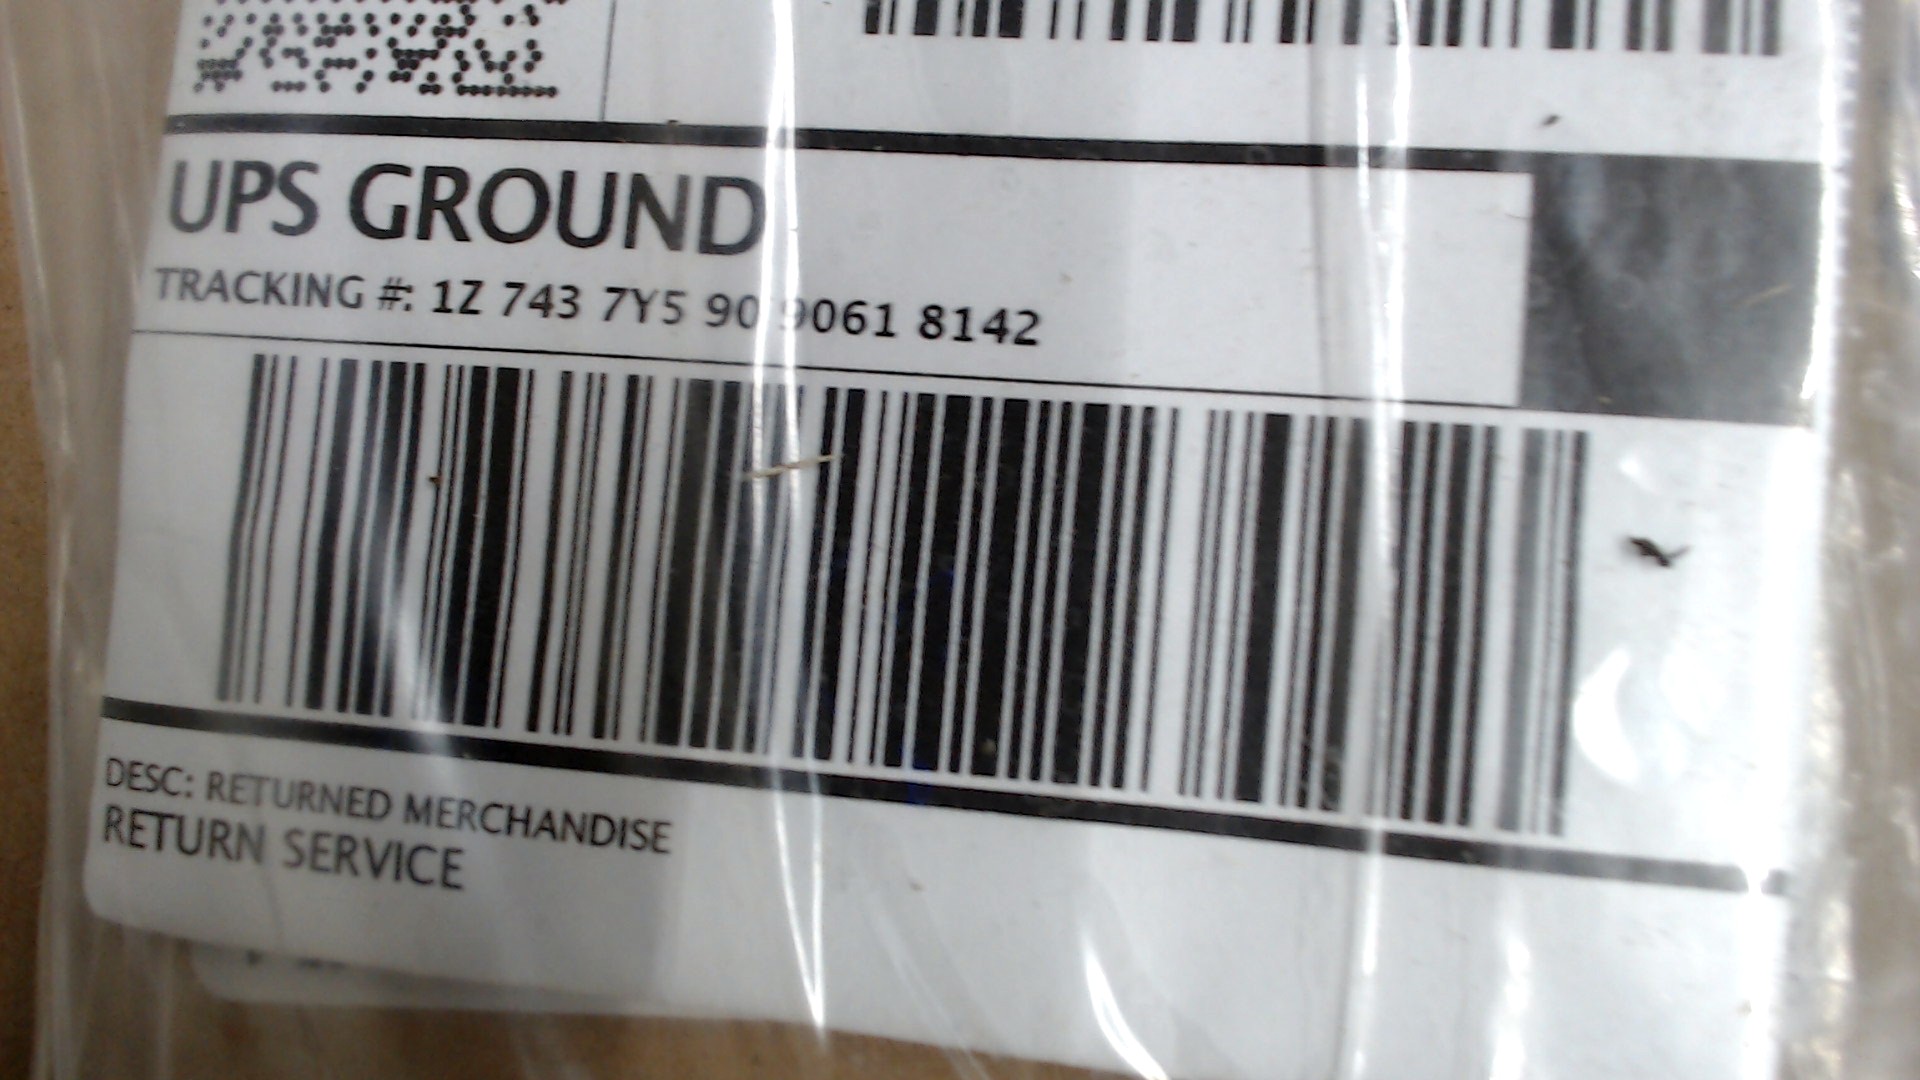 UPS GROUND
TRACKING #: 1Z 743 7Y5 90 9061 8142
DESC: RETURNED MERCHANDISE
RETURN SERVICE